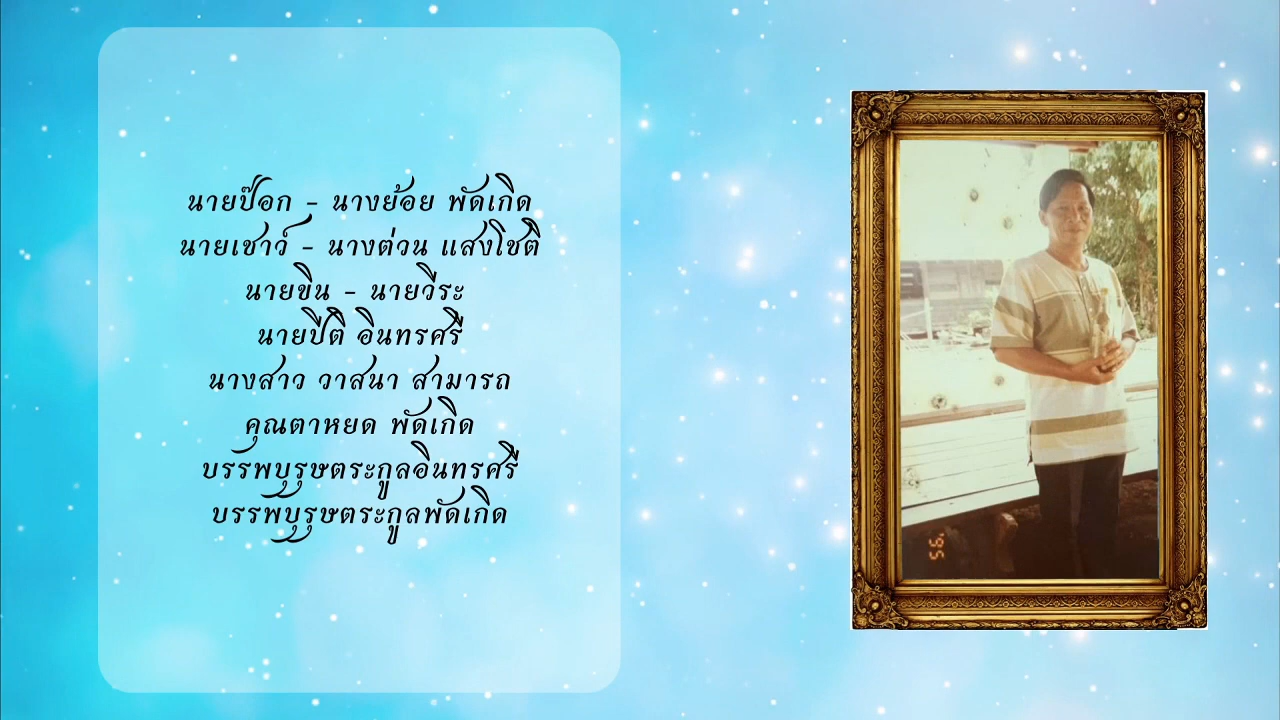 นายป๊อก - นางย้อย พัดเกิด
นายเชาว์ - นางต่วน แสงโชติ
นายขิน - นายวีระ
นายปิติ อินทรศรี
นางสาว วาสนา สามารถ
คุณตาหยด พัดเกิด
บรรพบุรุษตระกูลอินทรศรี
บรรพบุรุษตระกูลพัดเกิด
'95